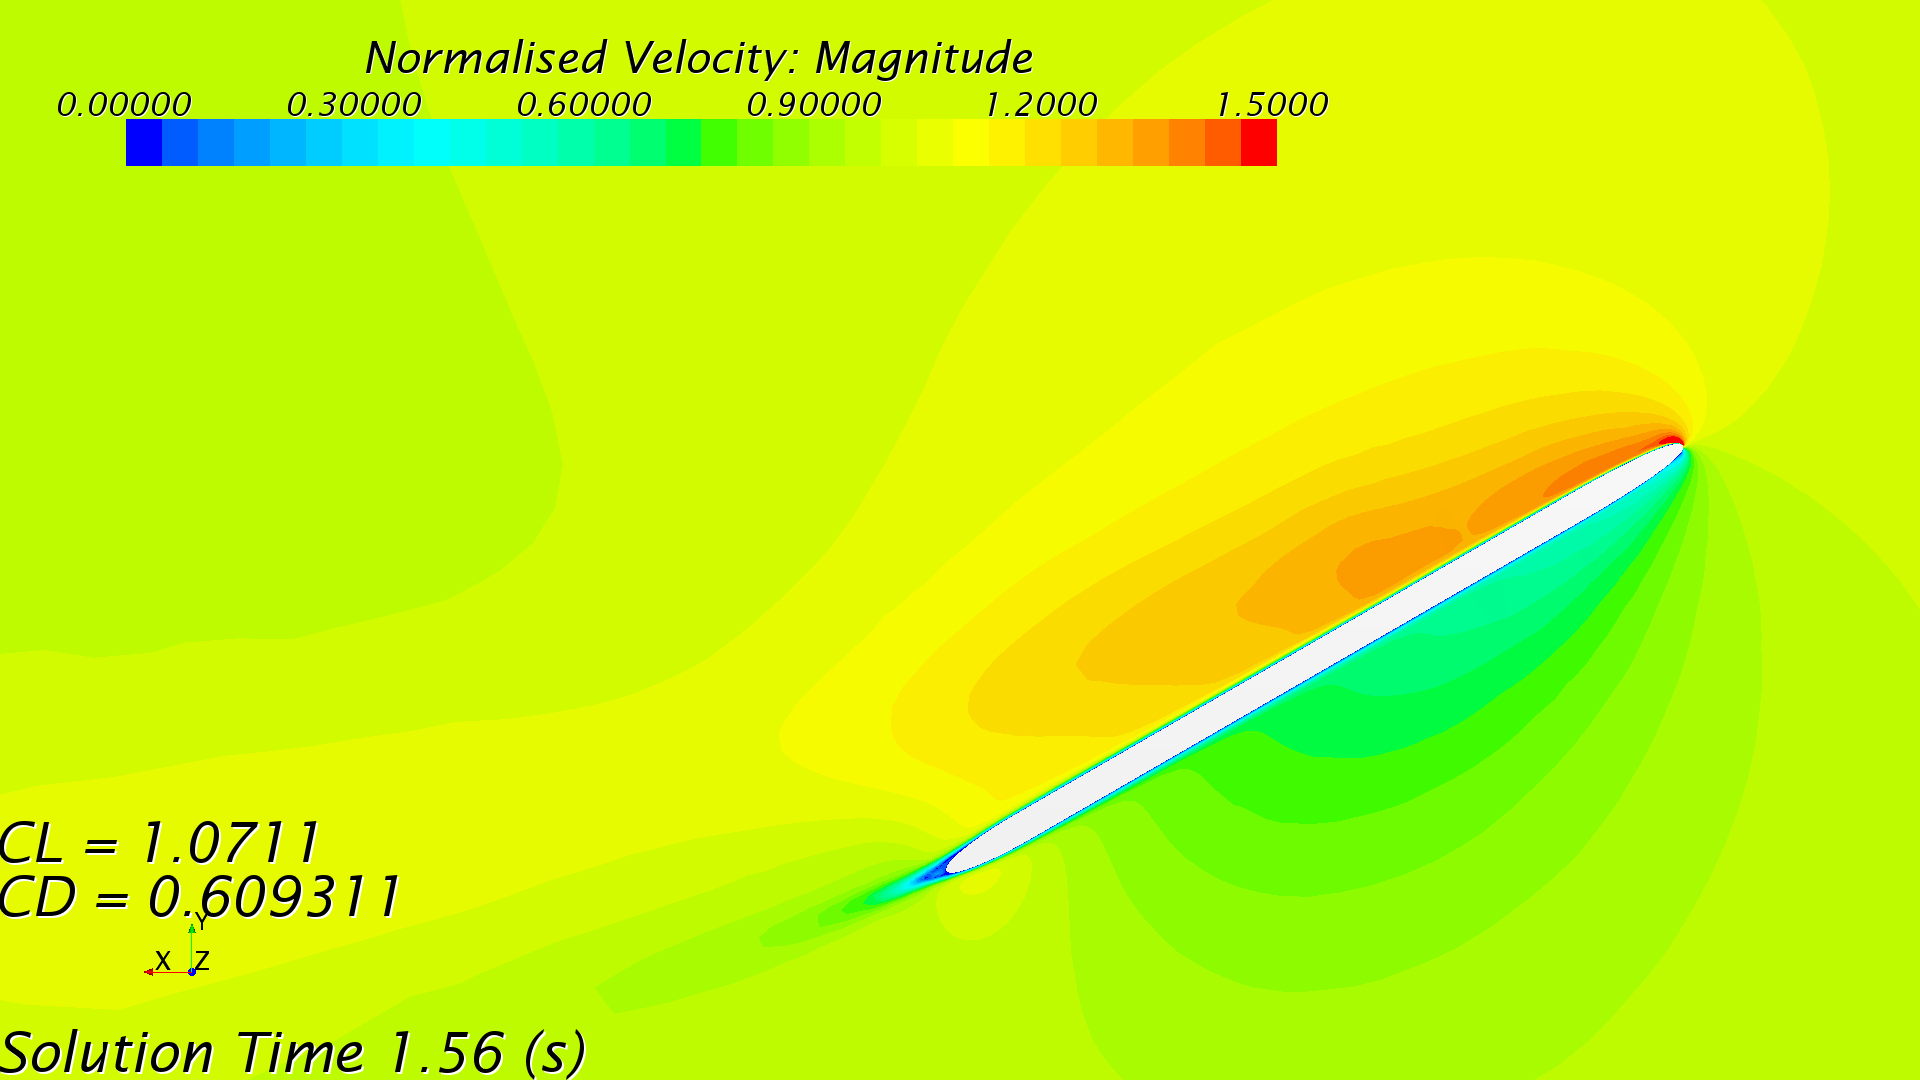 Normalised Velocity: Magnitude
0.00000 0.30000 0.60000 0.90000 1.2000 1.5000
CL = 1.0711
CD = 0.609311
Y
X Z
Solution Time 1.56 (s)